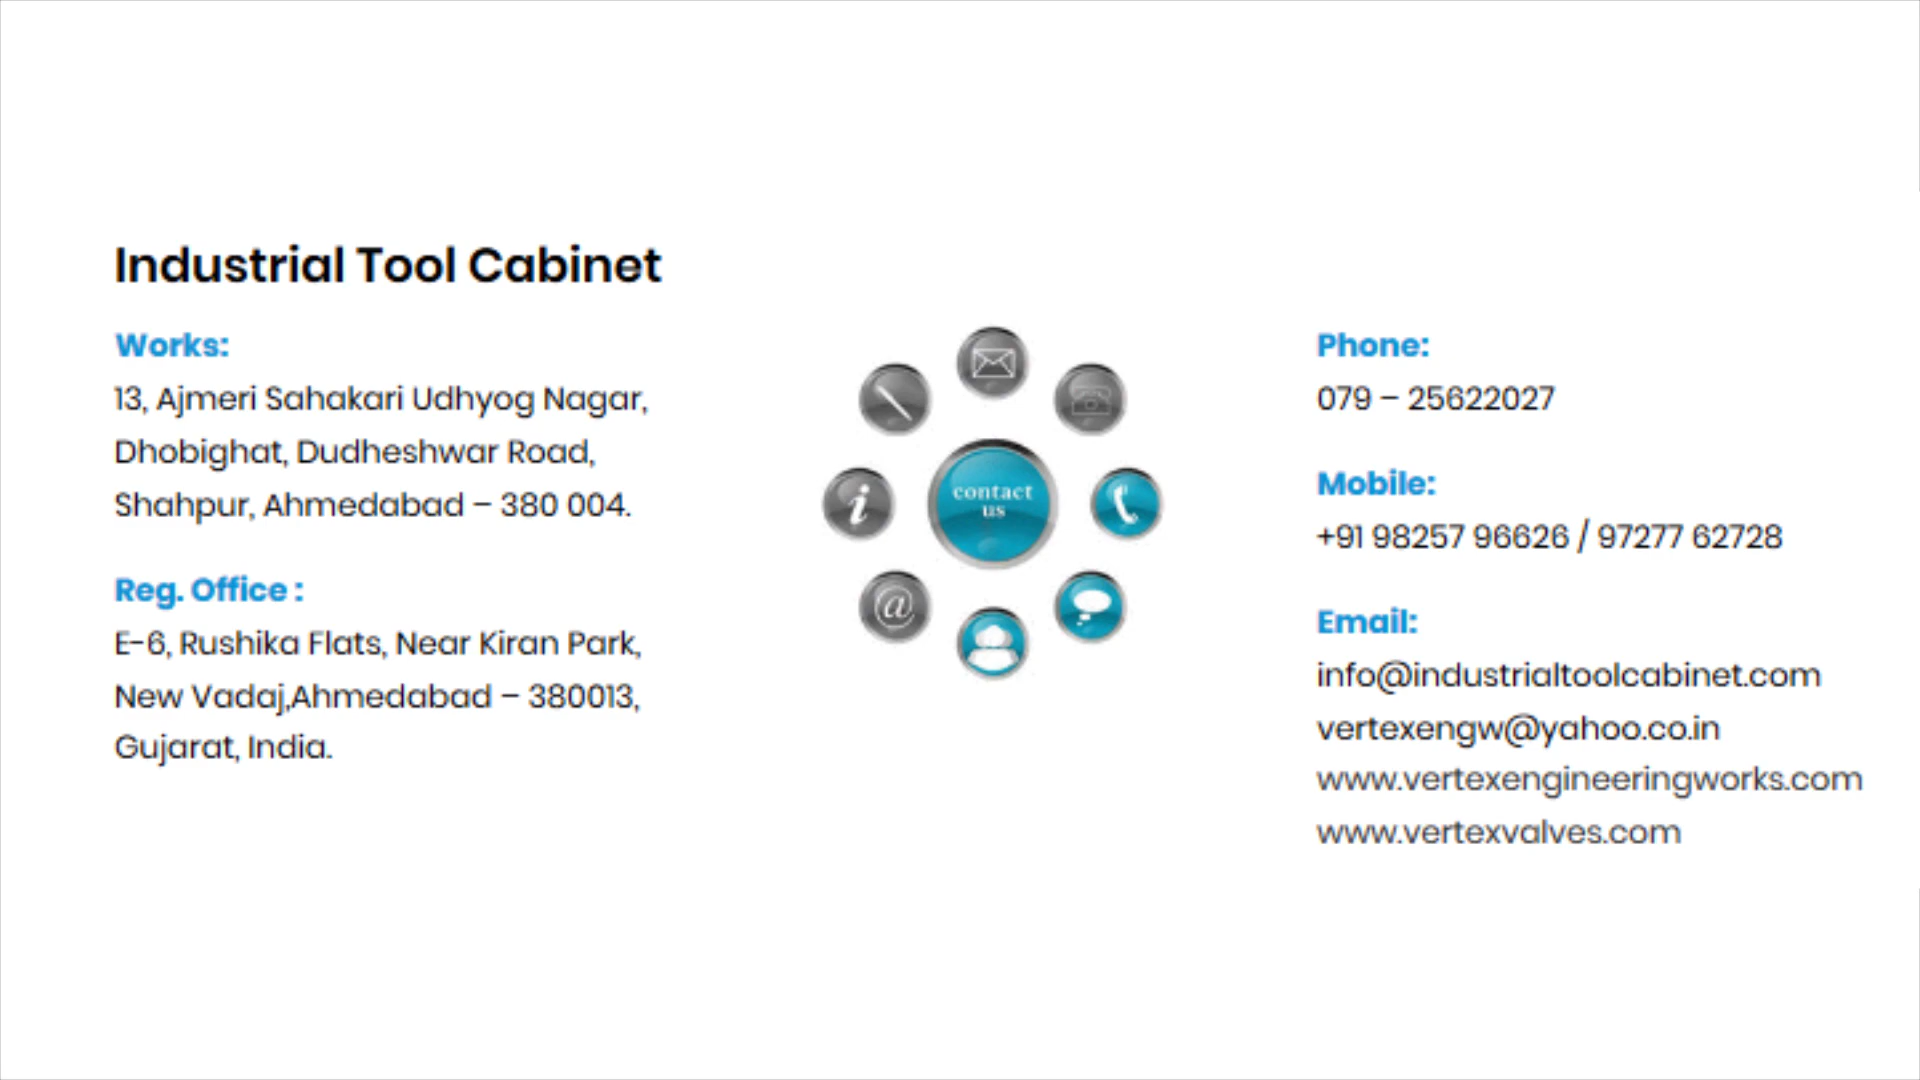 Industrial Tool Cabinet
Works:
13, Ajmeri Sahakari Udhyog Nagar,
Dhobighat, Dudheshwar Road,
Shahpur, Ahmedabad – 380 004.
Reg. Office :
E-6, Rushika Flats, Near Kiran Park,
New Vadaj,Ahmedabad – 380013,
Gujarat, India.
contact
us
i
@
Phone:
079 – 25622027
Mobile:
+91 98257 96626 / 97277 62728
Email:
info@industrialtoolcabinet.com
vertexengw@yahoo.co.in
www.vertexengineeringworks.com
www.vertexvalves.com